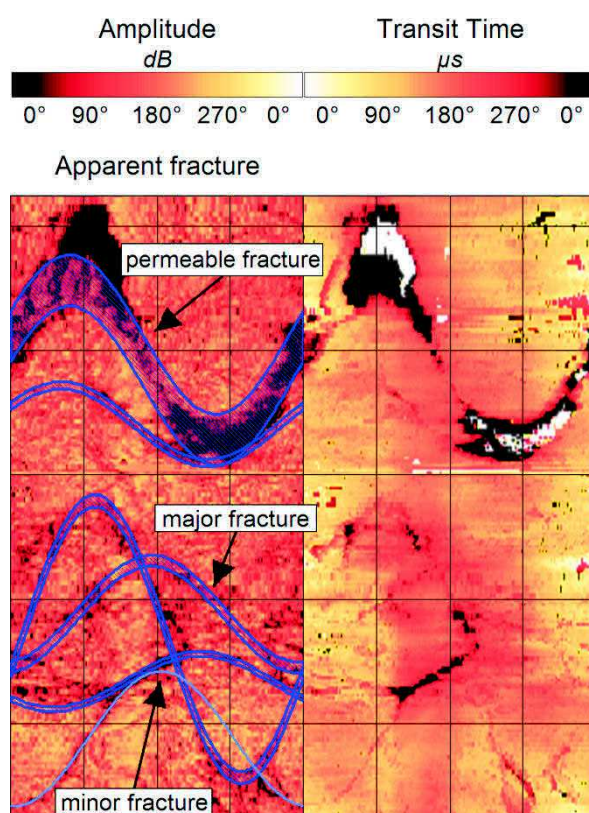 Amplitude Transit Time
dB µs
0° 90° 180° 270° 0° 0° 90° 180° 270° 0°
Apparent fracture
permeable fracture
major fracture
minor fracture